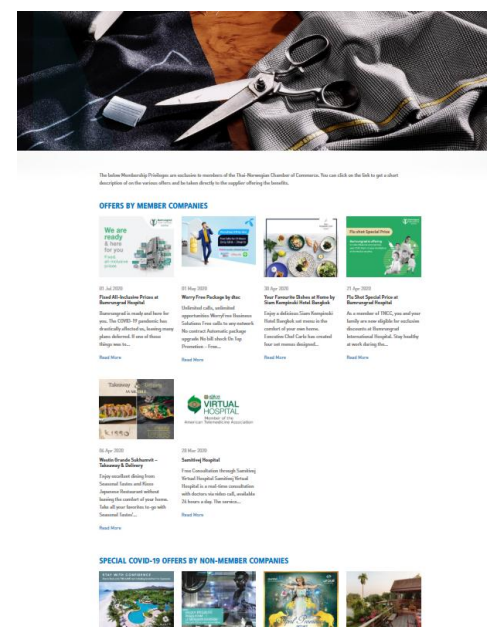 The below Membership Privileges are exclusive to members of the Thai-Norwegian Chamber of Commerce. You can click on the link to get a short
description of on the various offers and be taken directly to the supplier offering the benefits.
OFFERS BY MEMBER COMPANIES
We are
ready
& here
for you
Fixed,
all-inclusive
prices
Flu shot Special Price
01 Jul 2020
Fixed All-Inclusive Prices at
Bumrungrad Hospital
Bumrungrad is ready and here for
you. The COVID-19 pandemic has
drastically affected us, leaving many
plans deferred. If one of those
things was to...
Read More
01 May 2020
Worry Free Package by dtac
Unlimited calls, unlimited
opportunities WorryFree Business
Solutions Free calls to any network
No contract Automatic package
upgrade No bill shock Do Top
Promotion – Free...
Read More
30 Apr 2020
Your Favourite Dishes at Home by
Siam Kempinski Hotel Bangkok
Enjoy a delicious Siam Kempinski
Hotel Bangkok set menu in the
comfort of your own home.
Executive Chef Carlo has created
four set menus designed...
Read More
21 Apr 2020
Flu Shot Special Price at
Bumrungrad Hospital
As a member of TNCC, you and your
family are now eligible for exclusive
discounts at Bumrungrad
International Hospital. Stay healthy
at work during the...
Read More
Takeaway & Delivery
KISSO
VIRTUAL
HOSPITAL
Member of the
American Telemedicine Association
06 Apr 2020
Westin Grande Sukhumvit –
Takeaway & Delivery
Enjoy excellent dining from
Seasonal Tastes and Kisso
Japanese Restaurant without
leaving the comfort of your home.
Take all your favorites to-go with
Seasonal Tastes'...
Read More
Samitivej Hospital
Free Consultation through Samitivej
Virtual Hospital Samitivej Virtual
Hospital is a real-time consultation
with doctors via video call, available
24 hours a day. The service...
Read More
SPECIAL COVID-19 OFFERS BY NON-MEMBER COMPANIES
STAY WITH CONFIDENCE